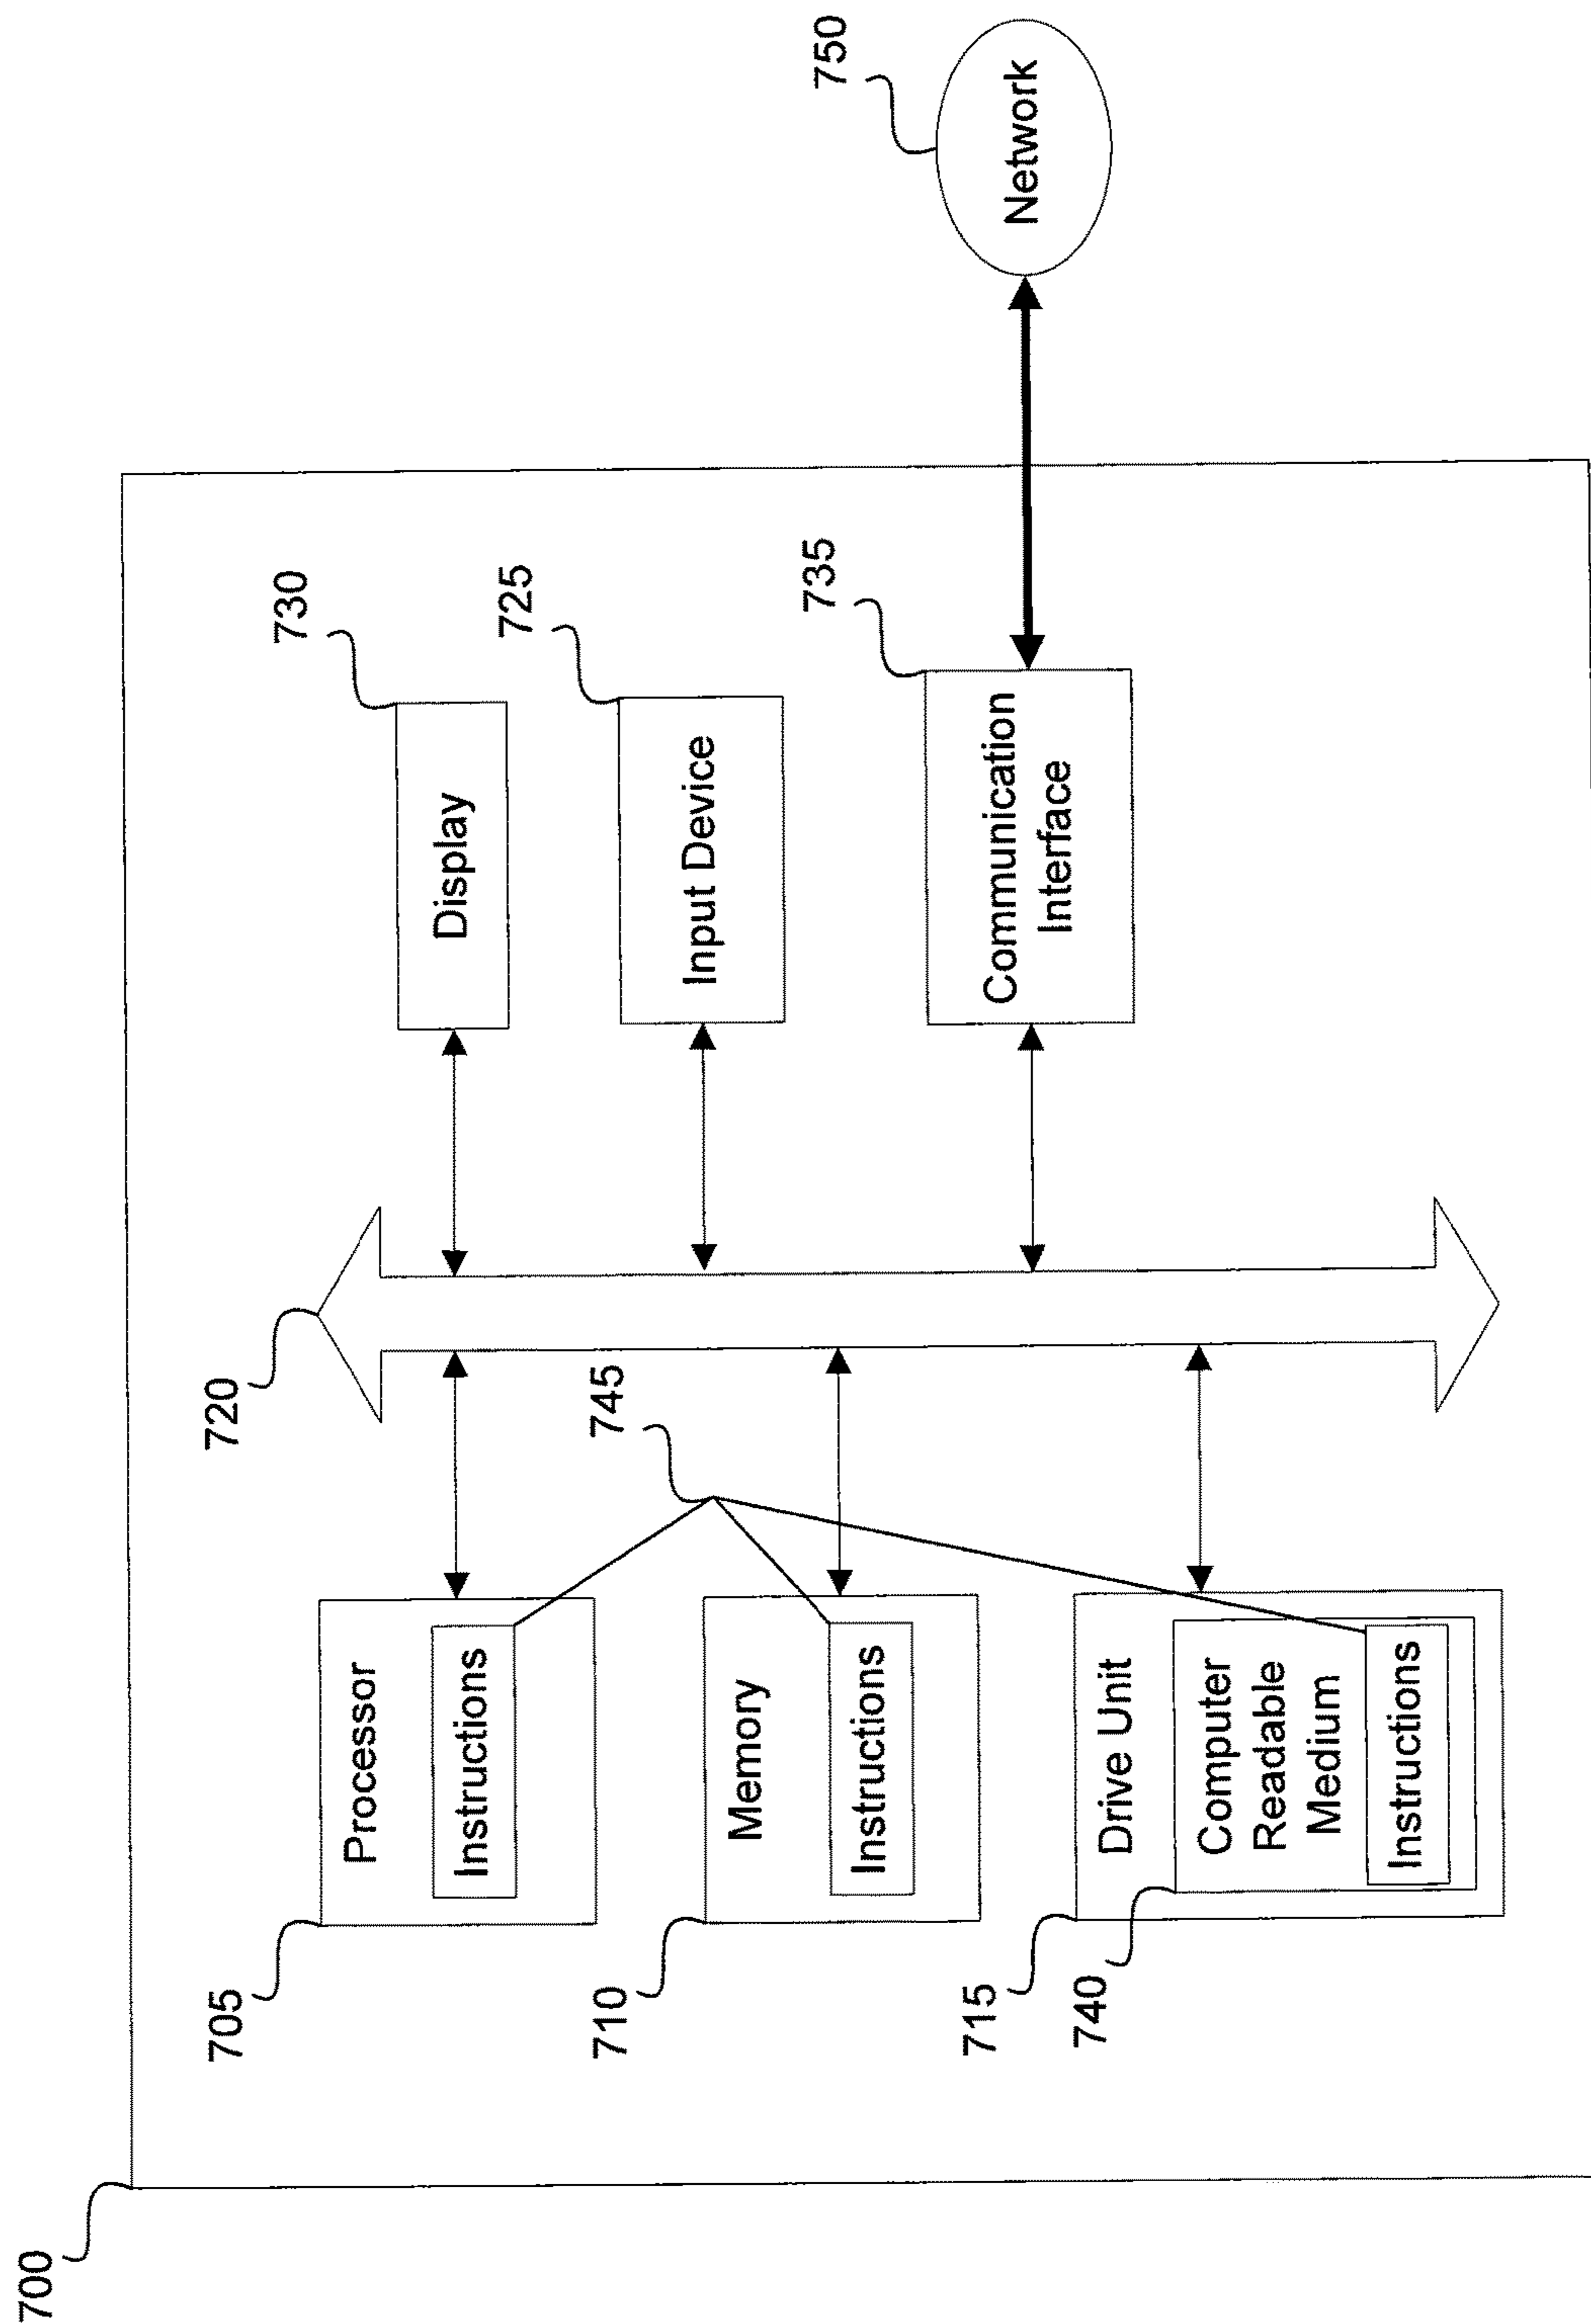 700
720
730
705
Processor
Display
Instructions
745
725
710
Memory
Input Device
Instructions
735
750
715
Drive Unit
Communication
Interface
Network
740
Computer
Readable
Medium
Instructions